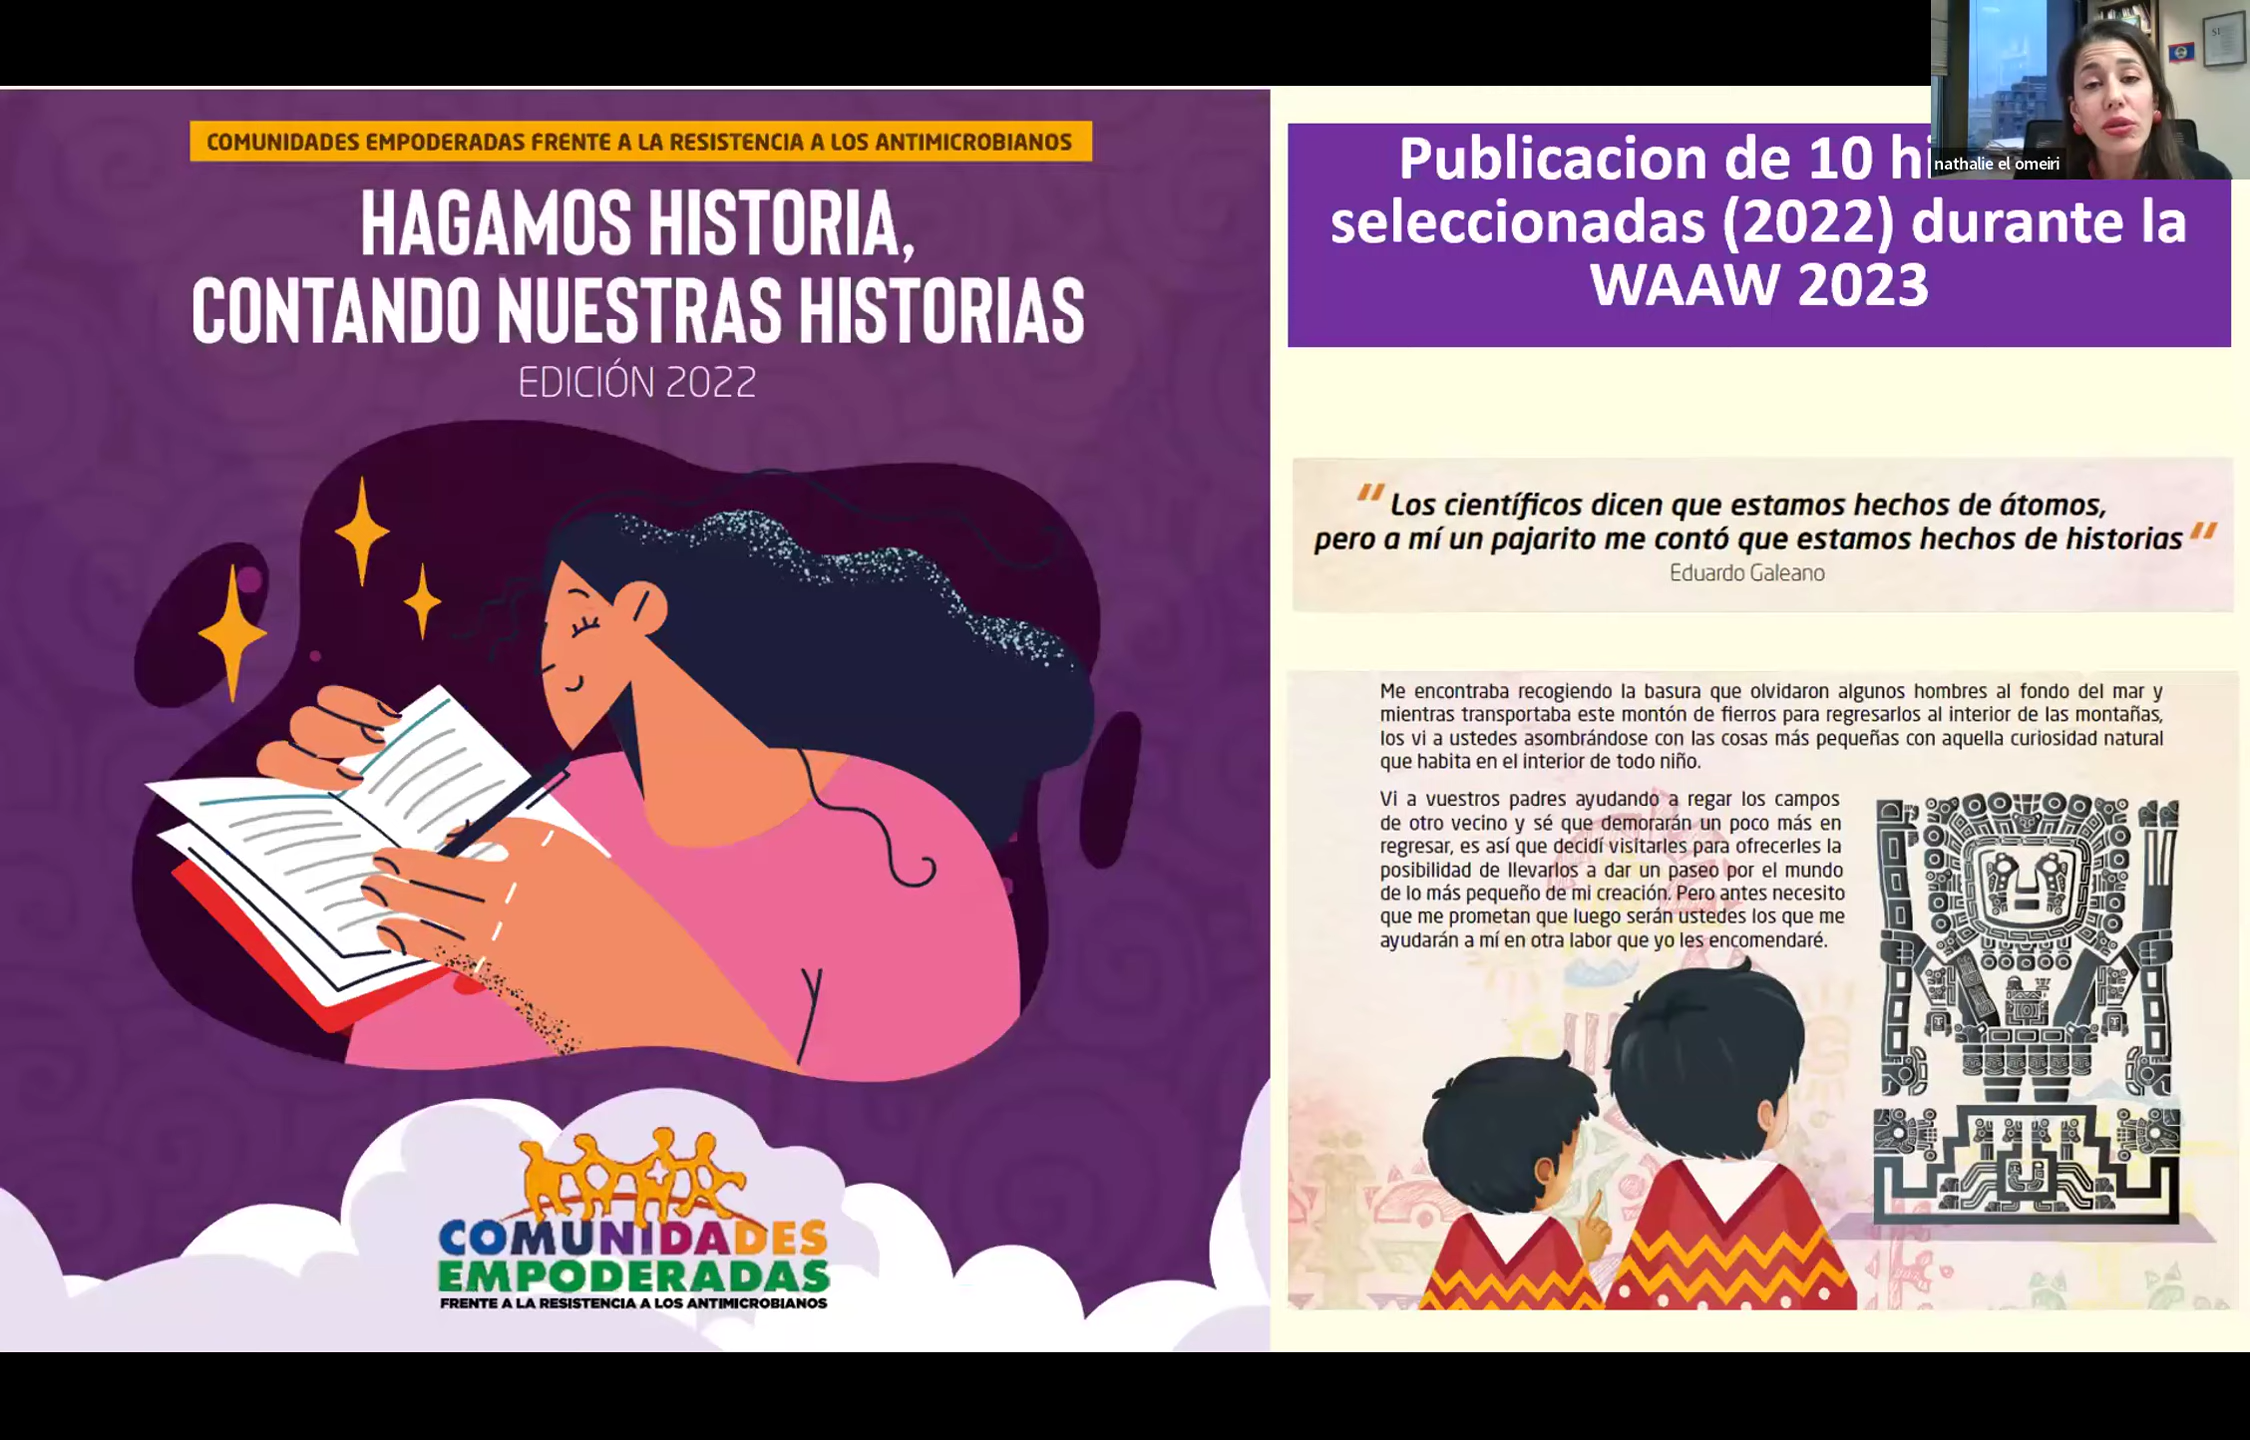 COMUNIDADES EMPODERADAS FRENTE A LA RESISTENCIA A LOS ANTIMICROBIANOS
HAGAMOS HISTORIA,
CONTANDO NUESTRAS HISTORIAS
EDICIÓN 2022
COMUNIDADES
EMPODERADAS
FRENTE A LA RESISTENCIA A LOS ANTIMICROBIANOS
nathalie el omeiri
Publicacion de 10
seleccionadas (2022) durante la
WAAW 2023
“ Los científicos dicen que estamos hechos de átomos,
pero a mí un pajarito me contó que estamos hechos de historias “
Eduardo Galeano
Me encontraba recogiendo la basura que olvidaron algunos hombres al fondo del mar y
mientras transportaba este montón de fierros para regresarlos al interior de las montañas,
los vi a ustedes asombrándose con las cosas más pequeñas con aquella curiosidad natural
que habita en el interior de todo niño.
Vi a vuestros padres ayudando a regar los campos
de otro vecino y sé que demorarán un poco más en
regresar, es así que decidí visitarles para ofrecerles la
posibilidad de llevarlos a dar un paseo por el mundo
de lo más pequeño de mi creación. Pero antes necesito
que me prometan que luego serán ustedes los que me
ayudarán a mí en otra labor que yo les encomendaré.